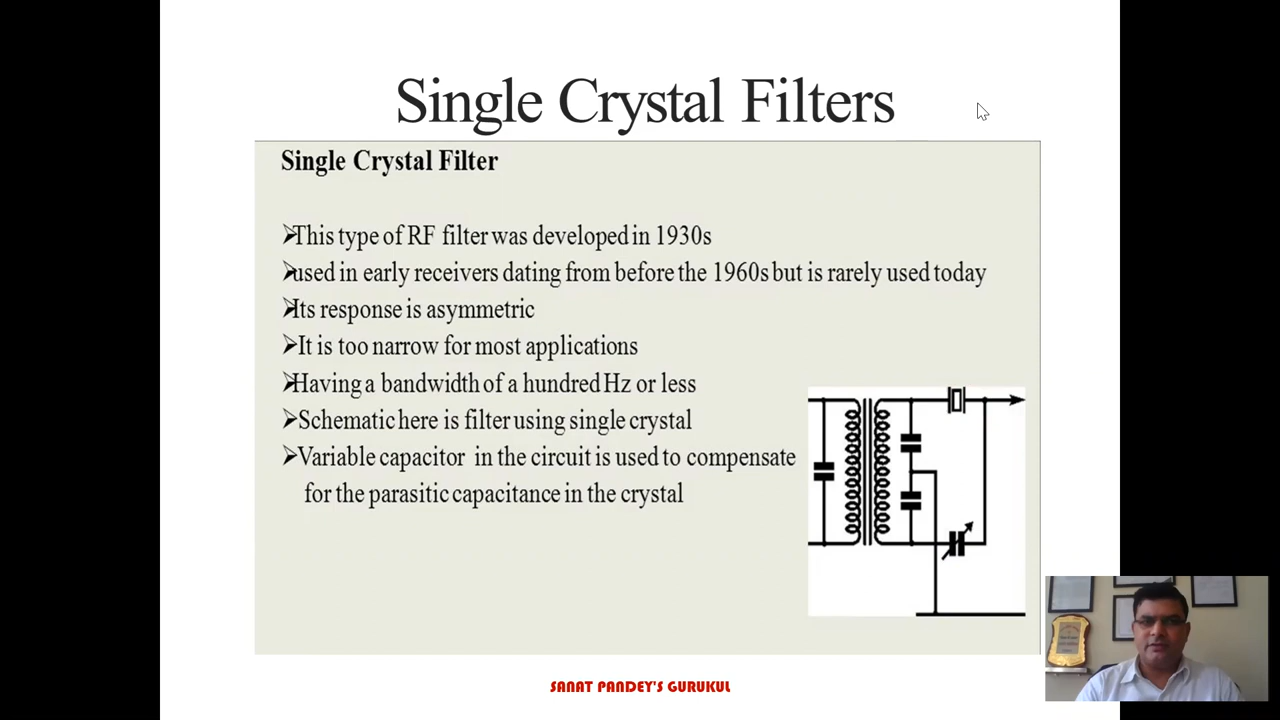 Single Crystal Filters
Single Crystal Filter
➢This type of RF filter was developed in 1930s
➢used in early receivers dating from before the 1960s but is rarely used today
➢Its response is asymmetric
➢It is too narrow for most applications
➢Having a bandwidth of a hundred Hz or less
➢Schematic here is filter using single crystal
➢Variable capacitor in the circuit is used to compensate
for the parasitic capacitance in the crystal
SANAT PANDEY'S GURUKUL